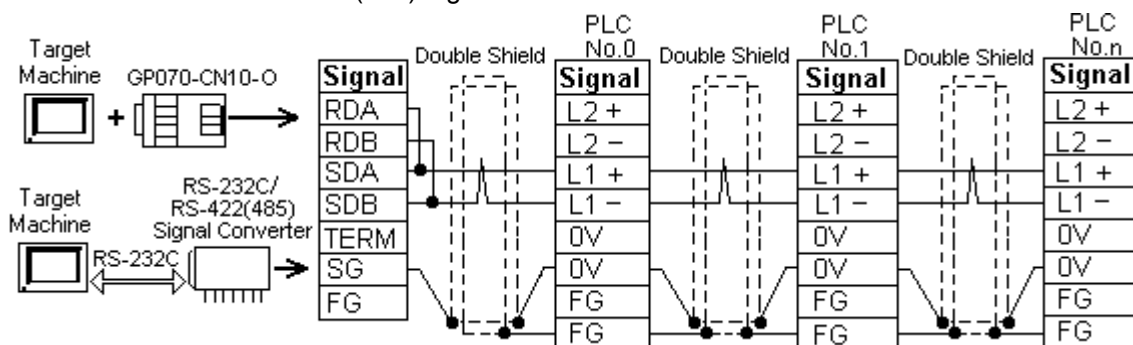 (485)
Target
Machine
GP070-CN10-O
+
Target
Machine
RS-232C
RS-232C/
RS-422(485)
Signal Converter
Signal
RDA
RDB
SDA
SDB
TERM
SG
FG
Double Shield
PLC
No.0
Signal
L2 +
L2 −
L1 +
L1 −
0V
0V
FG
FG
Double Shield
PLC
No.1
Signal
L2 +
L2 −
L1 +
L1 −
0V
0V
FG
FG
Double Shield
PLC
No.n
Signal
L2 +
L2 −
L1 +
L1 −
0V
0V
FG
FG